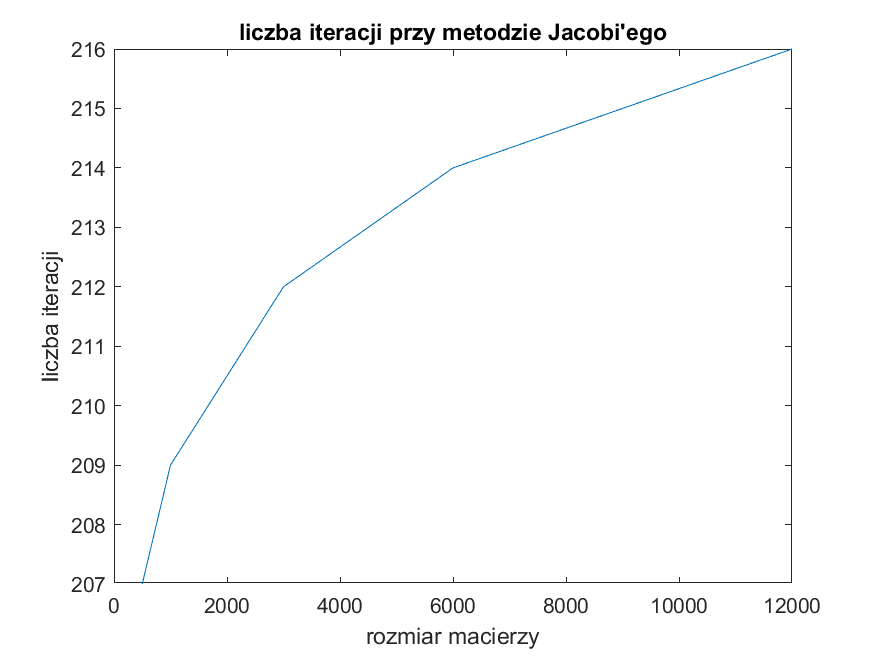 liczba iteracji przy metodzie Jacobi'ego
216
215
214
213
212
211
210
209
208
207
liczba iteracji
0 2000 4000 6000 8000 10000 12000
rozmiar macierzy